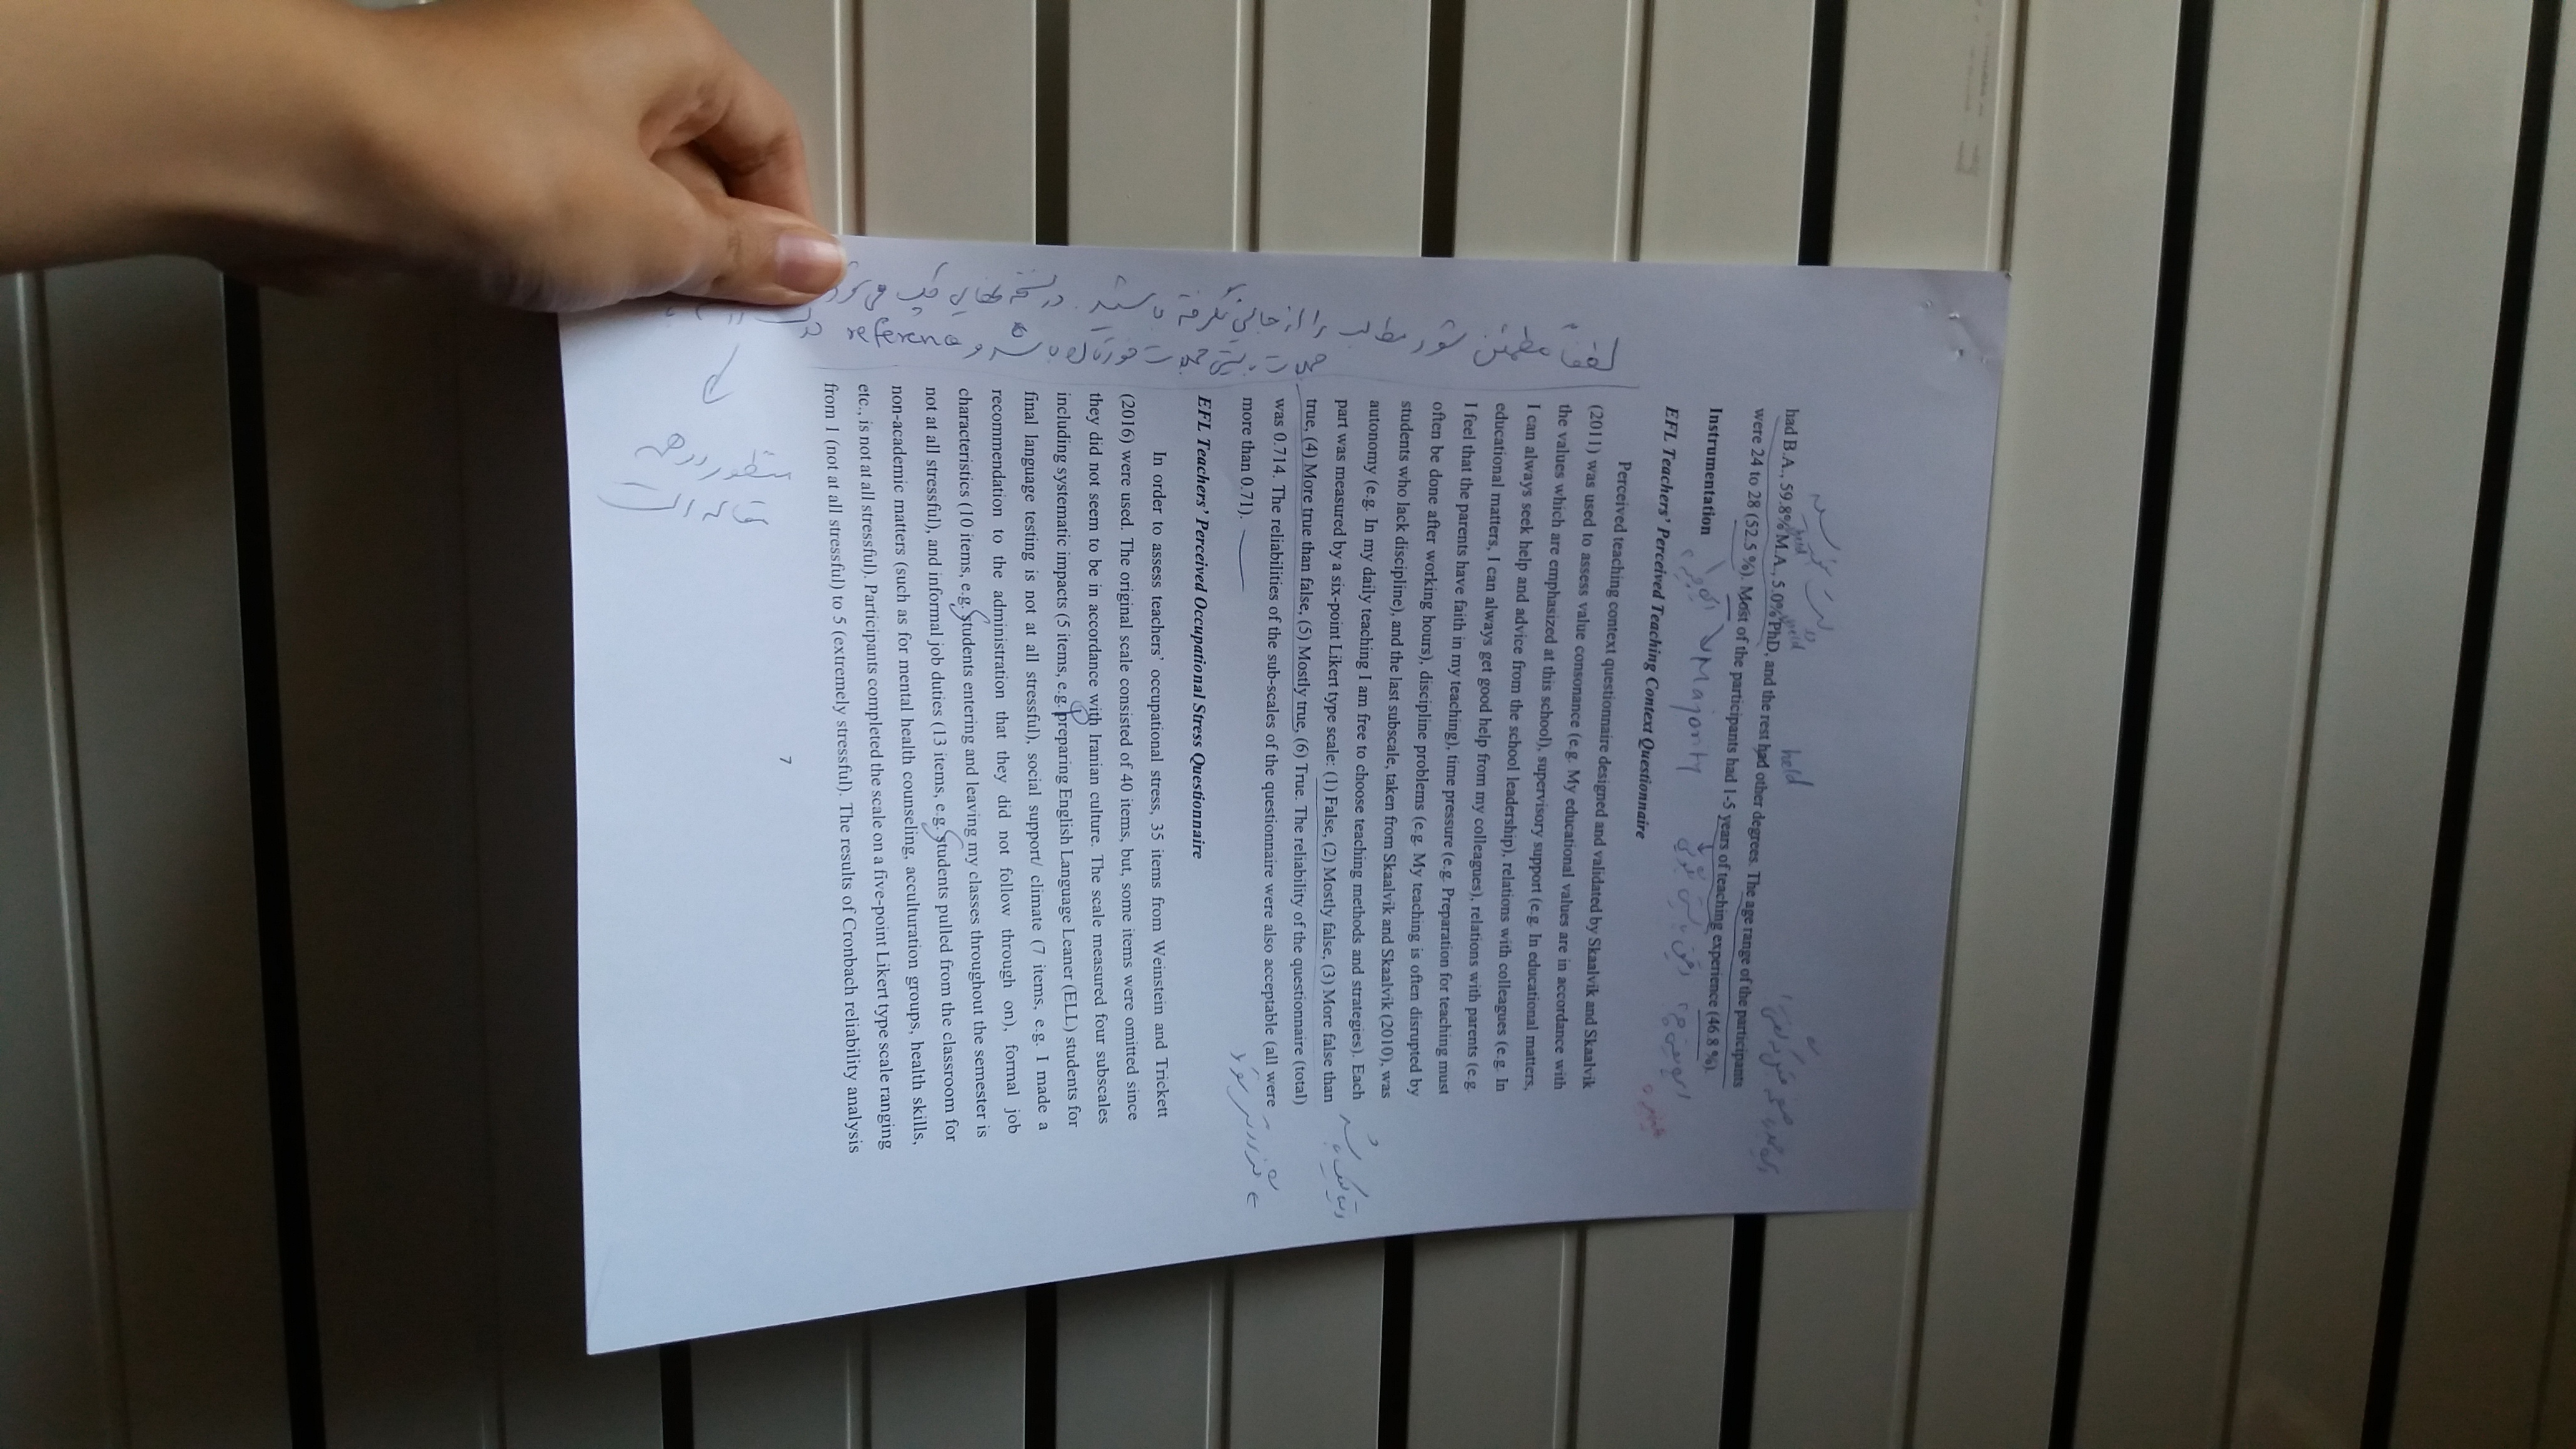 held
held
held
had B.A., 59.8% M.A., 5.0% PhD, and the rest had other degrees. The age range of the participants
were 24 to 28 (52.5 %). Most of the participants had 1-5 years of teaching experience (46.8 %).
Majority
Instrumentation
EFL Teachers' Perceived Teaching Context Questionnaire
Perceived teaching context questionnaire designed and validated by Skaalvik and Skaalvik
(2011) was used to assess value consonance (e.g. My educational values are in accordance with
the values which are emphasized at this school), supervisory support (e.g. In educational matters,
I can always seek help and advice from the school leadership), relations with colleagues (e.g. In
educational matters, I can always get good help from my colleagues), relations with parents (e.g.
I feel that the parents have faith in my teaching), time pressure (e.g. Preparation for teaching must
often be done after working hours), discipline problems (e.g. My teaching is often disrupted by
students who lack discipline), and the last subscale, taken from Skaalvik and Skaalvik (2010), was
autonomy (e.g. In my daily teaching I am free to choose teaching methods and strategies). Each
part was measured by a six-point Likert type scale: (1) False, (2) Mostly false, (3) More false than
true, (4) More true than false, (5) Mostly true, (6) True. The reliability of the questionnaire (total)
was 0.714. The reliabilities of the sub-scales of the questionnaire were also acceptable (all were
more than 0.71).
EFL Teachers' Perceived Occupational Stress Questionnaire
In order to assess teachers' occupational stress, 35 items from Weinstein and Trickett
(2016) were used. The original scale consisted of 40 items, but, some items were omitted since
they did not seem to be in accordance with Iranian culture. The scale measured four subscales
including systematic impacts (5 items, e.g. preparing English Language Leaner (ELL) students for
final language testing is not at all stressful), social support/ climate (7 items, e.g. I made a
recommendation to the administration that they did not follow through on), formal job
characteristics (10 items, e.g. Students entering and leaving my classes throughout the semester is
not at all stressful), and informal job duties (13 items, e.g. Students pulled from the classroom for
non-academic matters (such as for mental health counseling, acculturation groups, health skills,
etc., is not at all stressful). Participants completed the scale on a five-point Likert type scale ranging
from 1 (not at all stressful) to 5 (extremely stressful). The results of Cronbach reliability analysis
reference
7